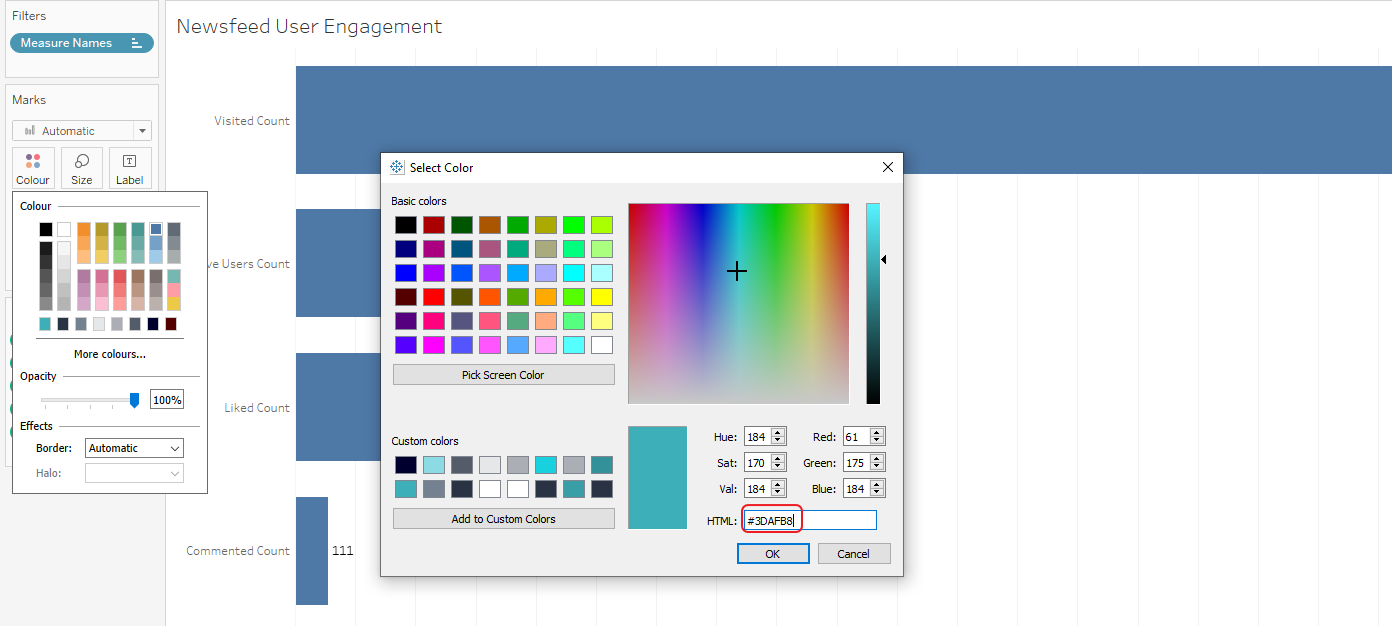 Filters
Measure Names
Marks
Automatic
Colour
Size
Label
Colour
More colours...
Opacity
100%
Effects
Border:
Automatic
Halo:
Newsfeed User Engagement
Visited Count
ve Users Count
Liked Count
Commented Count
111
Select Color
Basic colors
Pick Screen Color
Custom colors
Add to Custom Colors
Hue: 184
Red: 61
Sat: 170
Green: 175
Val: 184
Blue: 184
HTML: #3DAFB8
OK
Cancel